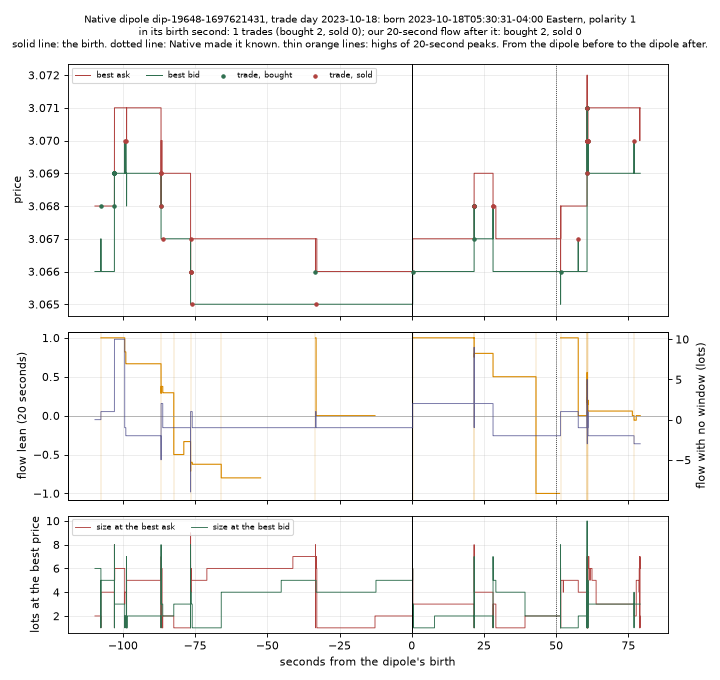 Native dipole dip-19648-1697621431, trade day 2023-10-18: born 2023-10-18T05:30:31-04:00 Eastern, polarity 1
in its birth second: 1 trades (bought 2, sold 0); our 20-second flow after it: bought 2, sold 0
solid line: the birth. dotted line: Native made it known. thin orange lines: highs of 20-second peaks. From the dipole before to the dipole after.
best ask
best bid
trade, bought
trade, sold
3.072
3.071
3.070
3.069
3.068
3.067
3.066
3.065
price
1.0
0.5
0.0
−0.5
−1.0
flow lean (20 seconds)
10
5
0
−5
flow with no window (lots)
size at the best ask
size at the best bid
10
8
6
4
2
lots at the best price
−100
−75
−50
−25
0
25
50
75
seconds from the dipole's birth